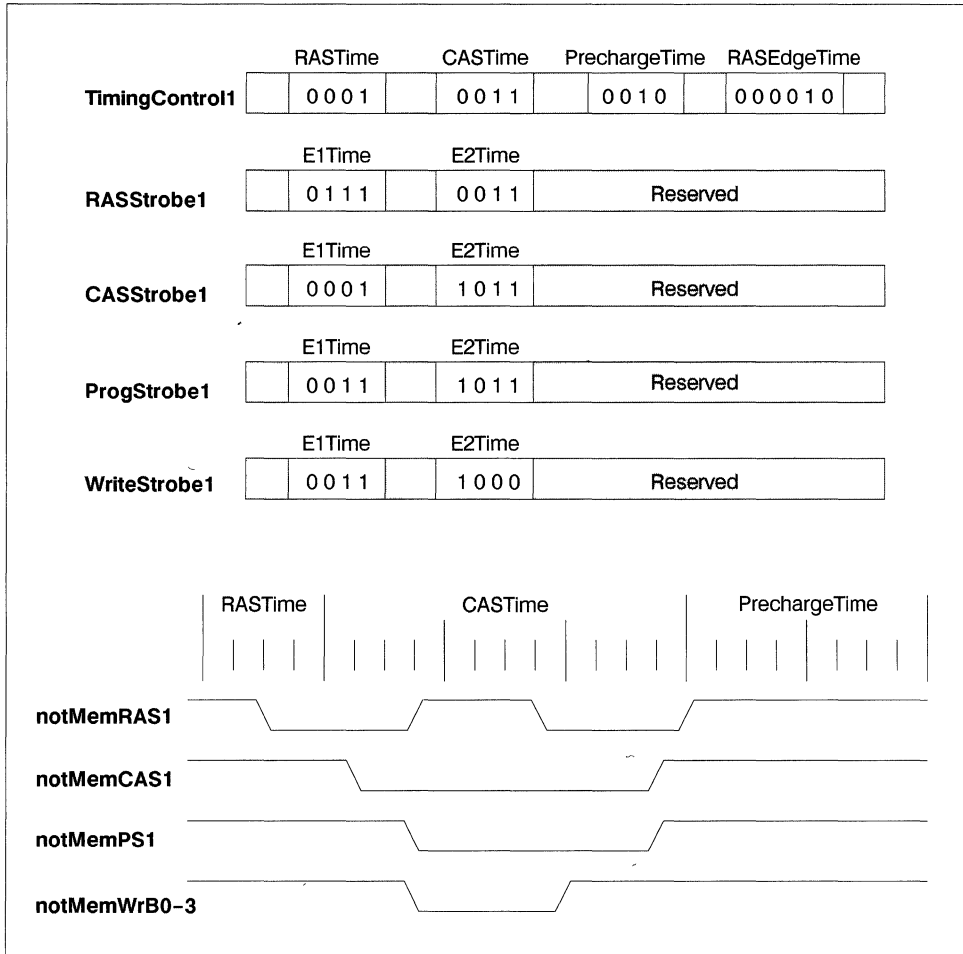 RASTime CASTime PrechargeTime RASEdgeTime
TimingControl1 0001 0011 0010 000010
E1Time E2Time
RASStrobe1 0111 0011 Reserved
E1Time E2Time
CASStrobe1 0001 1011 Reserved
E1Time E2Time
ProgStrobe1 0011 1011 Reserved
E1Time E2Time
WriteStrobe1 0011 1000 Reserved
RASTime CASTime PrechargeTime
notMemRAS1
notMemCAS1
notMemPS1
notMemWrB0-3